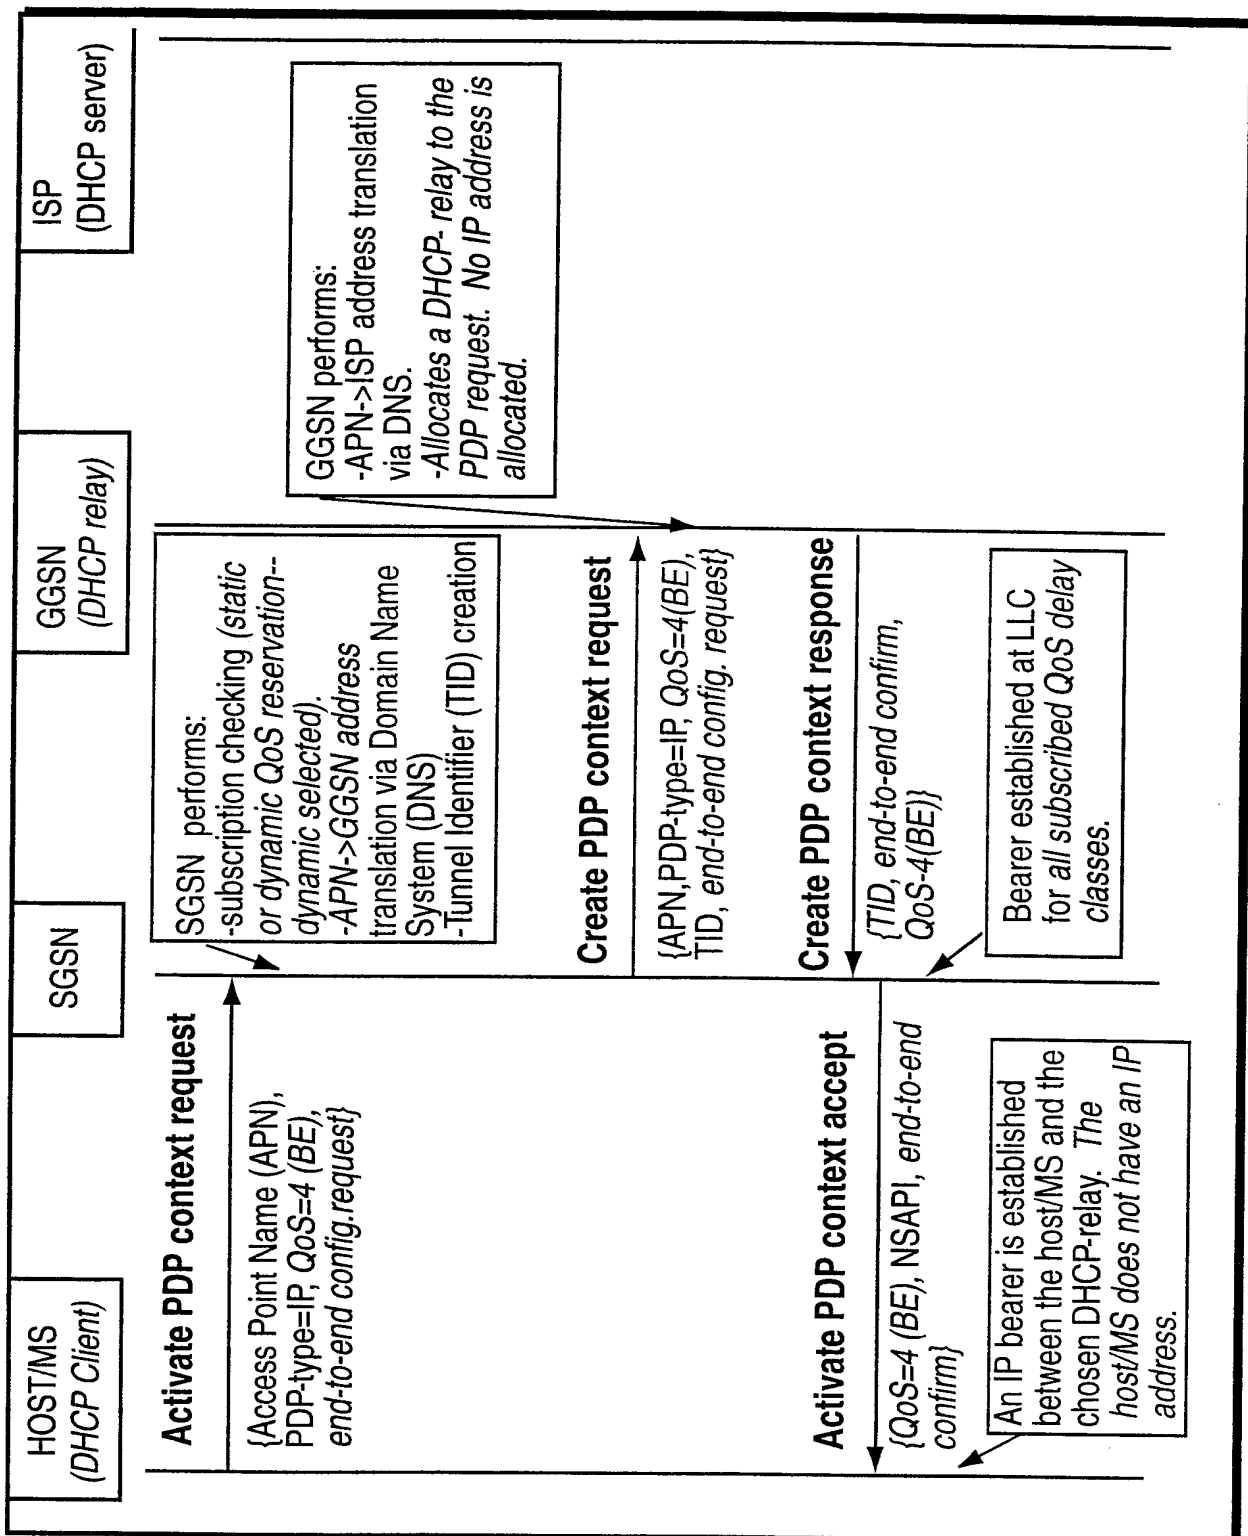 HOST/MS
(DHCP Client)
SGSN
GGSN
(DHCP relay)
ISP
(DHCP server)
Activate PDP context request
{Access Point Name (APN),
PDP-type=IP, QoS=4 (BE),
end-to-end config.request}
SGSN performs:
-subscription checking (static
or dynamic QoS reservation--
dynamic selected).
-APN->GGSN address
translation via Domain Name
System (DNS)
-Tunnel Identifier (TID) creation
Create PDP context request
{APN,PDP-type=IP, QoS=4(BE),
TID, end-to-end config. request}
GGSN performs:
-APN->ISP address translation
via DNS.
-Allocates a DHCP- relay to the
PDP request. No IP address is
allocated.
Create PDP context response
{TID, end-to-end confirm,
QoS-4(BE)}
Bearer established at LLC
for all subscribed QoS delay
classes.
Activate PDP context accept
{QoS=4 (BE), NSAPI, end-to-end
confirm}
An IP bearer is established
between the host/MS and the
chosen DHCP-relay. The
host/MS does not have an IP
address.